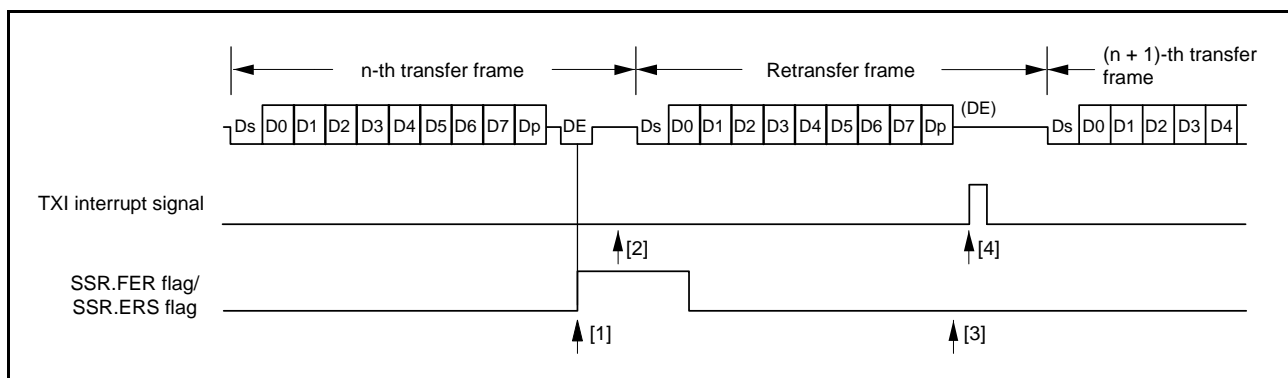 n-th transfer frame
Retransfer frame
(n + 1)-th transfer
frame
Ds D0 D1 D2 D3 D4 D5 D6 D7 Dp DE Ds D0 D1 D2 D3 D4 D5 D6 D7 Dp (DE) Ds D0 D1 D2 D3 D4
TXI interrupt signal
[2]
[4]
SSR.FER flag/
SSR.ERS flag
[1]
[3]